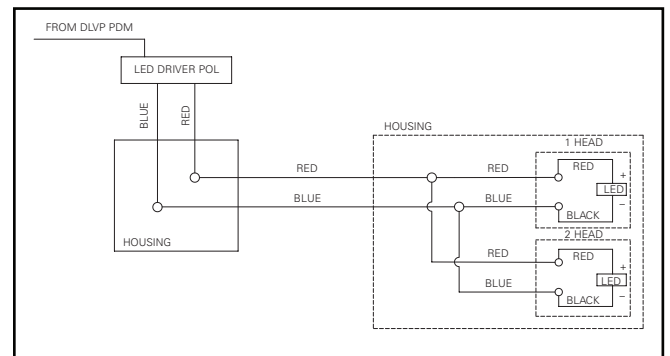 FROM DLVP PDM
LED DRIVER POL
BLUE
RED
HOUSING
1 HEAD
RED
RED
RED
+
LED
BLUE
BLUE
BLACK
–
2 HEAD
HOUSING
RED
RED
+
LED
BLUE
BLACK
–